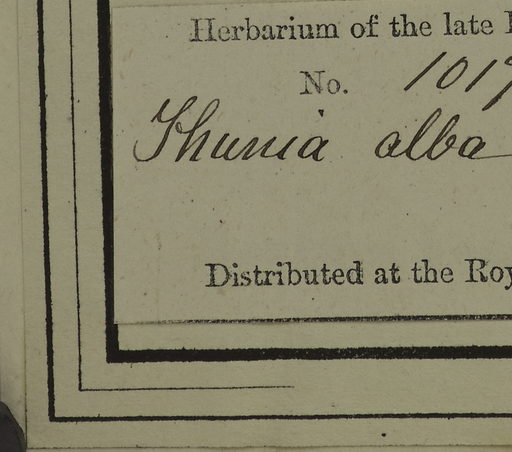 Herbarium of the late
No. 1017
Thunia alba
Distributed at the Roy